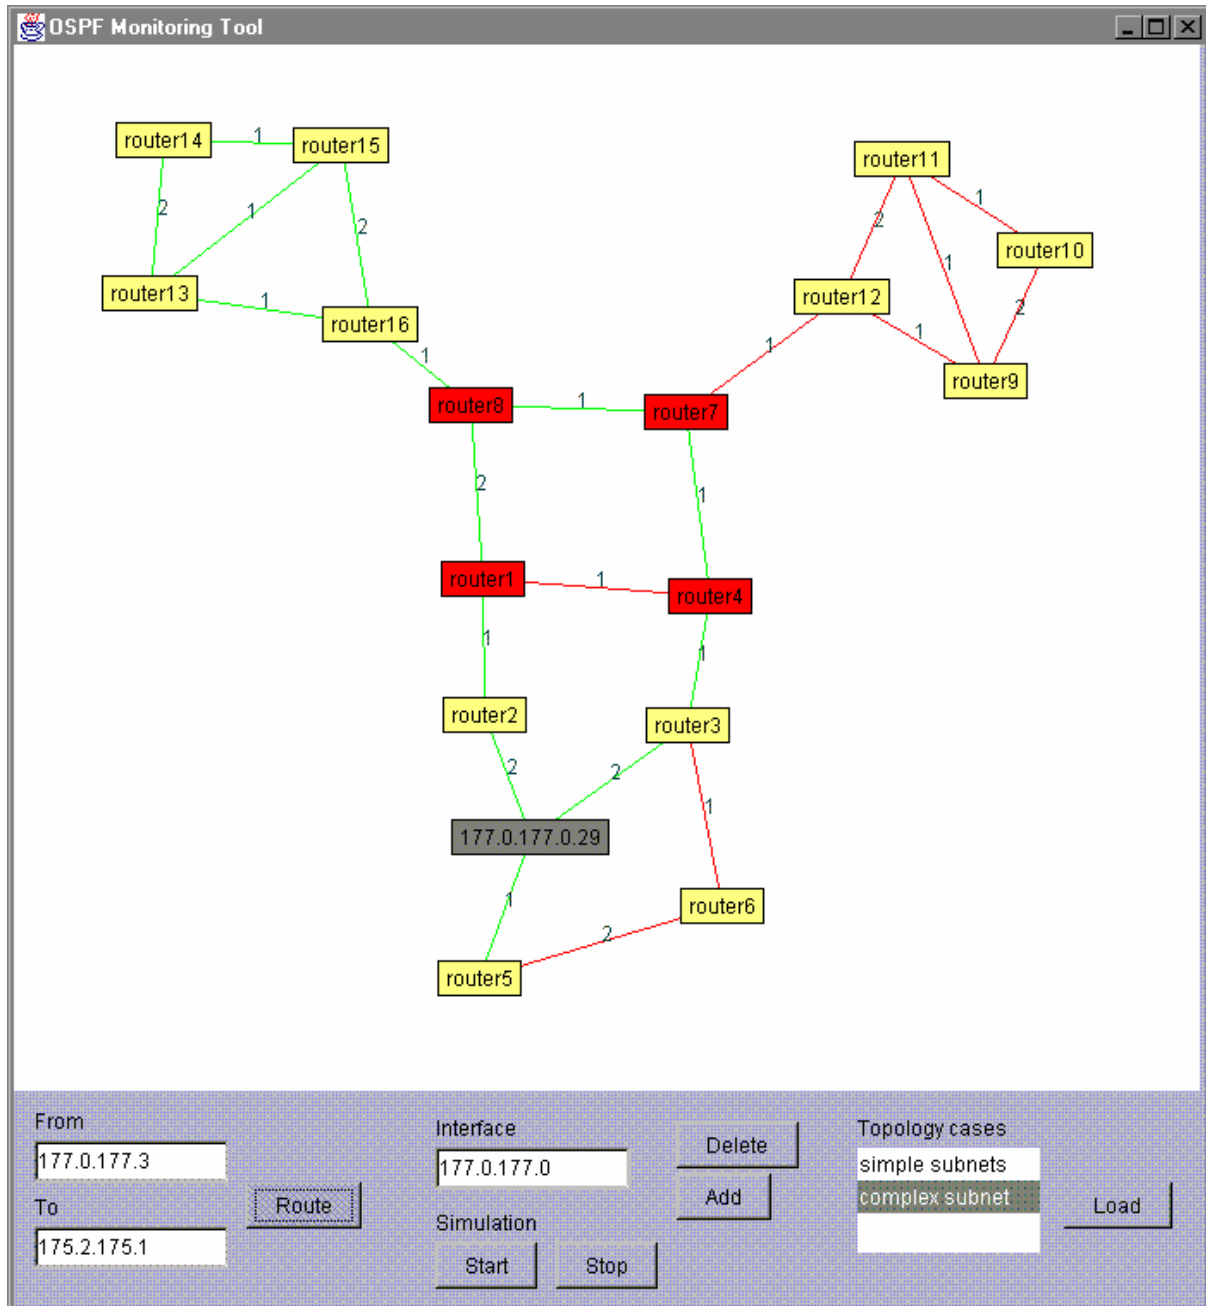 OSPF Monitoring Tool
router14
1
router15
router11
2
1
2
2
1
1
router10
router13
1
router16
router12
1
2
1
1
1
router9
router8
1
router7
2
1
router1
1
router4
1
1
router2
router3
2
2
1
177.0.177.0.29
1
router6
2
router5
From
177.0.177.3
To
175.2.175.1
Route
Interface
177.0.177.0
Simulation
Start
Stop
Delete
Add
Topology cases
simple subnets
complex subnet
Load